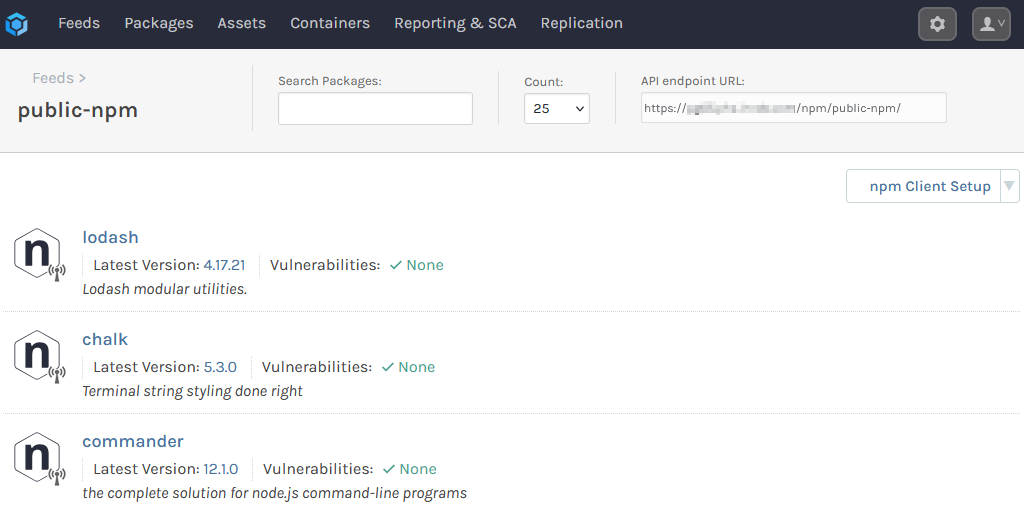 Feeds Packages Assets Containers Reporting & SCA Replication
Feeds >
public-npm
Search Packages:
Count:
25
API endpoint URL:
https:// /npm/public-npm/
npm Client Setup
n
lodash
Latest Version: 4.17.21 Vulnerabilities: ✓ None
Lodash modular utilities.
n
chalk
Latest Version: 5.3.0 Vulnerabilities: ✓ None
Terminal string styling done right
n
commander
Latest Version: 12.1.0 Vulnerabilities: ✓ None
the complete solution for node.js command-line programs